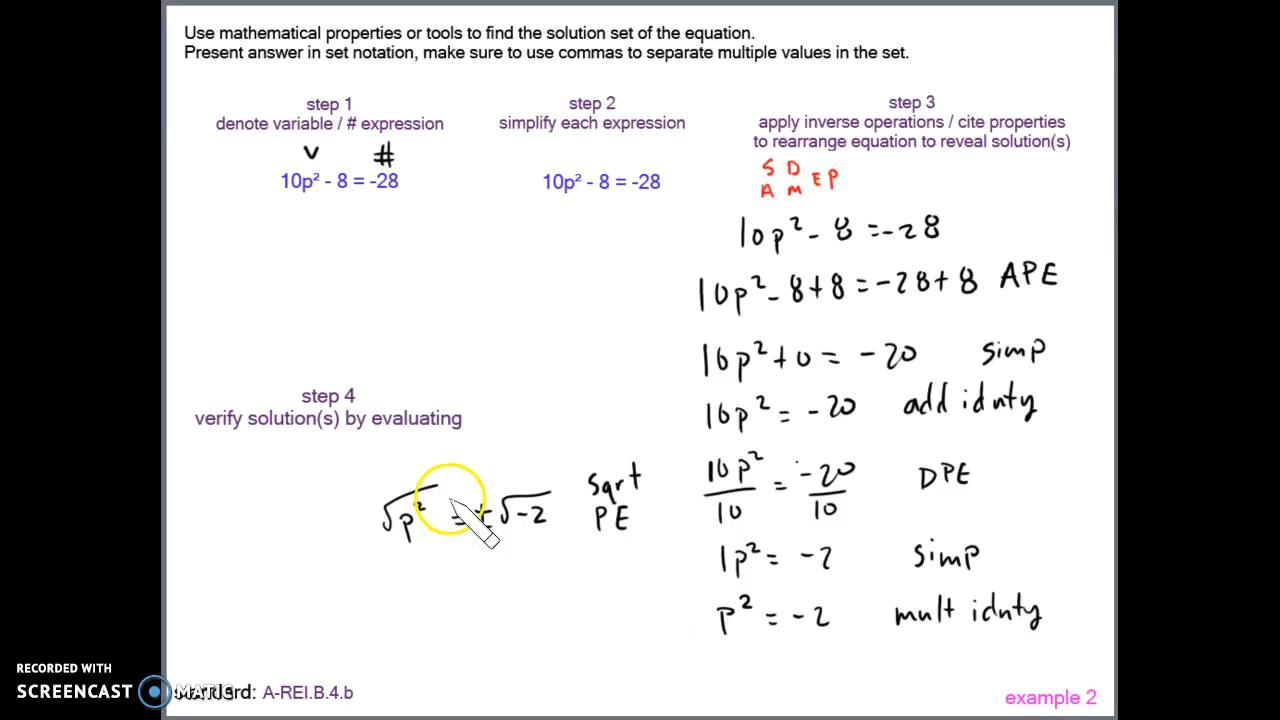 Use mathematical properties or tools to find the solution set of the equation.
Present answer in set notation, make sure to use commas to separate multiple values in the set.
step 1
denote variable / # expression
v #
10p² - 8 = -28
step 2
simplify each expression
10p² - 8 = -28
step 3
apply inverse operations / cite properties
to rearrange equation to reveal solution(s)
S D E P
A M
10p² - 8 = -28
10p² - 8 + 8 = -28 + 8 APE
10p² + 0 = -20 simp
10p² = -20 add idnty
10p²/10 = -20/10 DPE
1p² = -2 simp
p² = -2 mult idnty
step 4
verify solution(s) by evaluating
√p² = ±√-2 Sqrt
PE
RECORDED WITH
SCREENCAST MATIC
A-REI.B.4.b
example 2